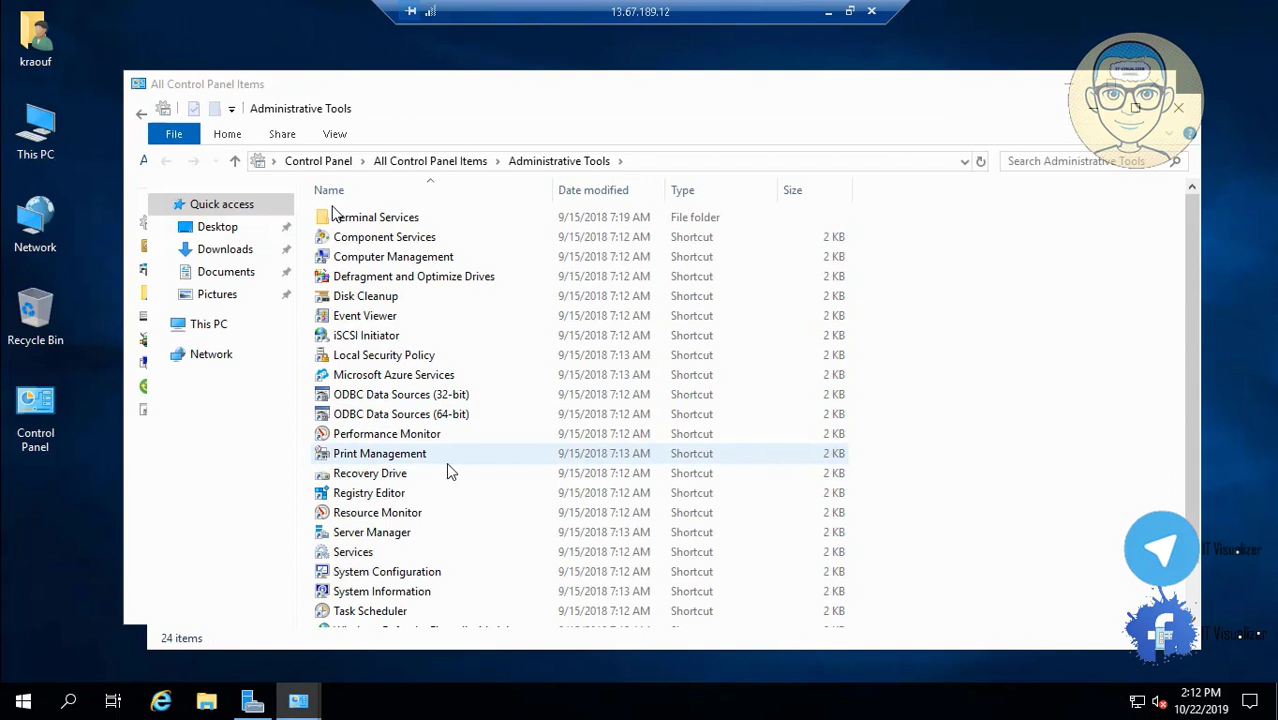 13.67.189.12
kraouf
This PC
Network
Recycle Bin
Control
Panel
All Control Panel Items
Administrative Tools
File Home Share View
Control Panel > All Control Panel Items > Administrative Tools >
Search Administrative Tools
Quick access
Desktop
Downloads
Documents
Pictures
This PC
Network
Name Date modified Type Size
Terminal Services 9/15/2018 7:19 AM File folder
Component Services 9/15/2018 7:12 AM Shortcut 2 KB
Computer Management 9/15/2018 7:12 AM Shortcut 2 KB
Defragment and Optimize Drives 9/15/2018 7:12 AM Shortcut 2 KB
Disk Cleanup 9/15/2018 7:12 AM Shortcut 2 KB
Event Viewer 9/15/2018 7:12 AM Shortcut 2 KB
iSCSI Initiator 9/15/2018 7:12 AM Shortcut 2 KB
Local Security Policy 9/15/2018 7:13 AM Shortcut 2 KB
Microsoft Azure Services 9/15/2018 7:13 AM Shortcut 2 KB
ODBC Data Sources (32-bit) 9/15/2018 7:12 AM Shortcut 2 KB
ODBC Data Sources (64-bit) 9/15/2018 7:12 AM Shortcut 2 KB
Performance Monitor 9/15/2018 7:12 AM Shortcut 2 KB
Print Management 9/15/2018 7:13 AM Shortcut 2 KB
Recovery Drive 9/15/2018 7:12 AM Shortcut 2 KB
Registry Editor 9/15/2018 7:12 AM Shortcut 2 KB
Resource Monitor 9/15/2018 7:12 AM Shortcut 2 KB
Server Manager 9/15/2018 7:13 AM Shortcut 2 KB
Services 9/15/2018 7:12 AM Shortcut 2 KB
System Configuration 9/15/2018 7:12 AM Shortcut 2 KB
System Information 9/15/2018 7:12 AM Shortcut 2 KB
Task Scheduler 9/15/2018 7:12 AM Shortcut 2 KB
24 items
IT VISUALIZER
CHANNEL
IT Visualizer
IT Visualizer
2:12 PM
10/22/2019